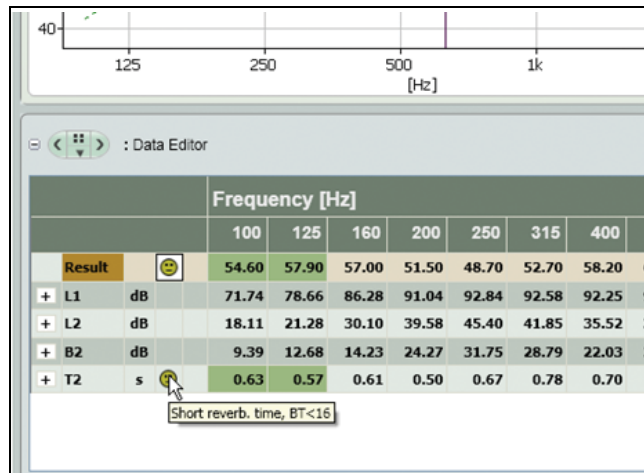 40
125 250 500 1k
[Hz]
: Data Editor
Frequency [Hz]
100 125 160 200 250 315 400
Result 54.60 57.90 57.00 51.50 48.70 52.70 58.20
+ L1 dB 71.74 78.66 86.28 91.04 92.84 92.58 92.25
+ L2 dB 18.11 21.28 30.10 39.58 45.40 41.85 35.52
+ B2 dB 9.39 12.68 14.23 24.27 31.75 28.79 22.03
+ T2 s 0.63 0.57 0.61 0.50 0.67 0.78 0.70
Short reverb. time, BT<16